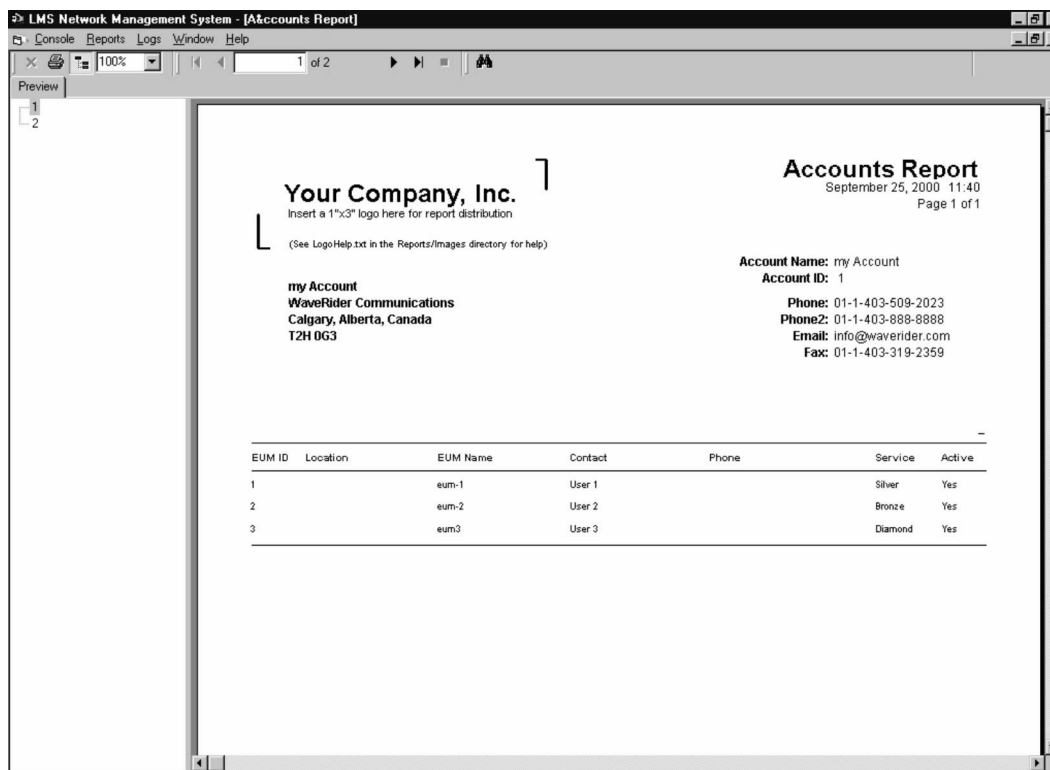 LMS Network Management System - [A&ccounts Report]
Console Reports Logs Window Help
100% 1 of 2
Preview
1
2
Accounts Report
September 25, 2000 11:40
Page 1 of 1
Your Company, Inc.
Insert a 1"x3" logo here for report distribution
(See LogoHelp.txt in the Reports/Images directory for help)
Account Name: my Account
Account ID: 1
my Account
WaveRider Communications
Calgary, Alberta, Canada
T2H 0G3
Phone: 01-1-403-509-2023
Phone2: 01-1-403-888-8888
Email: info@waverider.com
Fax: 01-1-403-319-2359
EUM ID Location EUM Name Contact Phone Service Active
1 eum-1 User 1 Silver Yes
2 eum-2 User 2 Bronze Yes
3 eum3 User 3 Diamond Yes